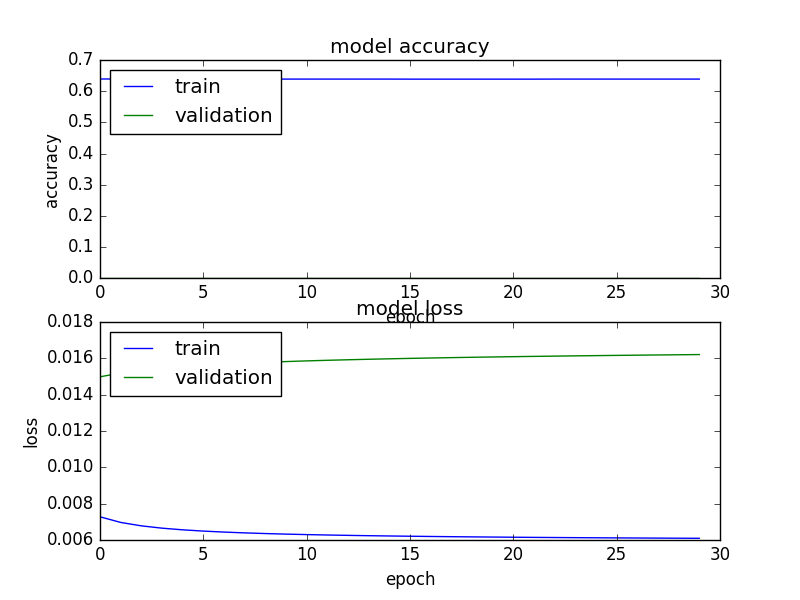 model accuracy
0.7
0.6
0.5
0.4
0.3
0.2
0.1
0.0
accuracy
train
validation
0 5 10 15 20 25 30
epoch
model loss
0.018
0.016
0.014
0.012
0.010
0.008
0.006
loss
train
validation
0 5 10 15 20 25 30
epoch